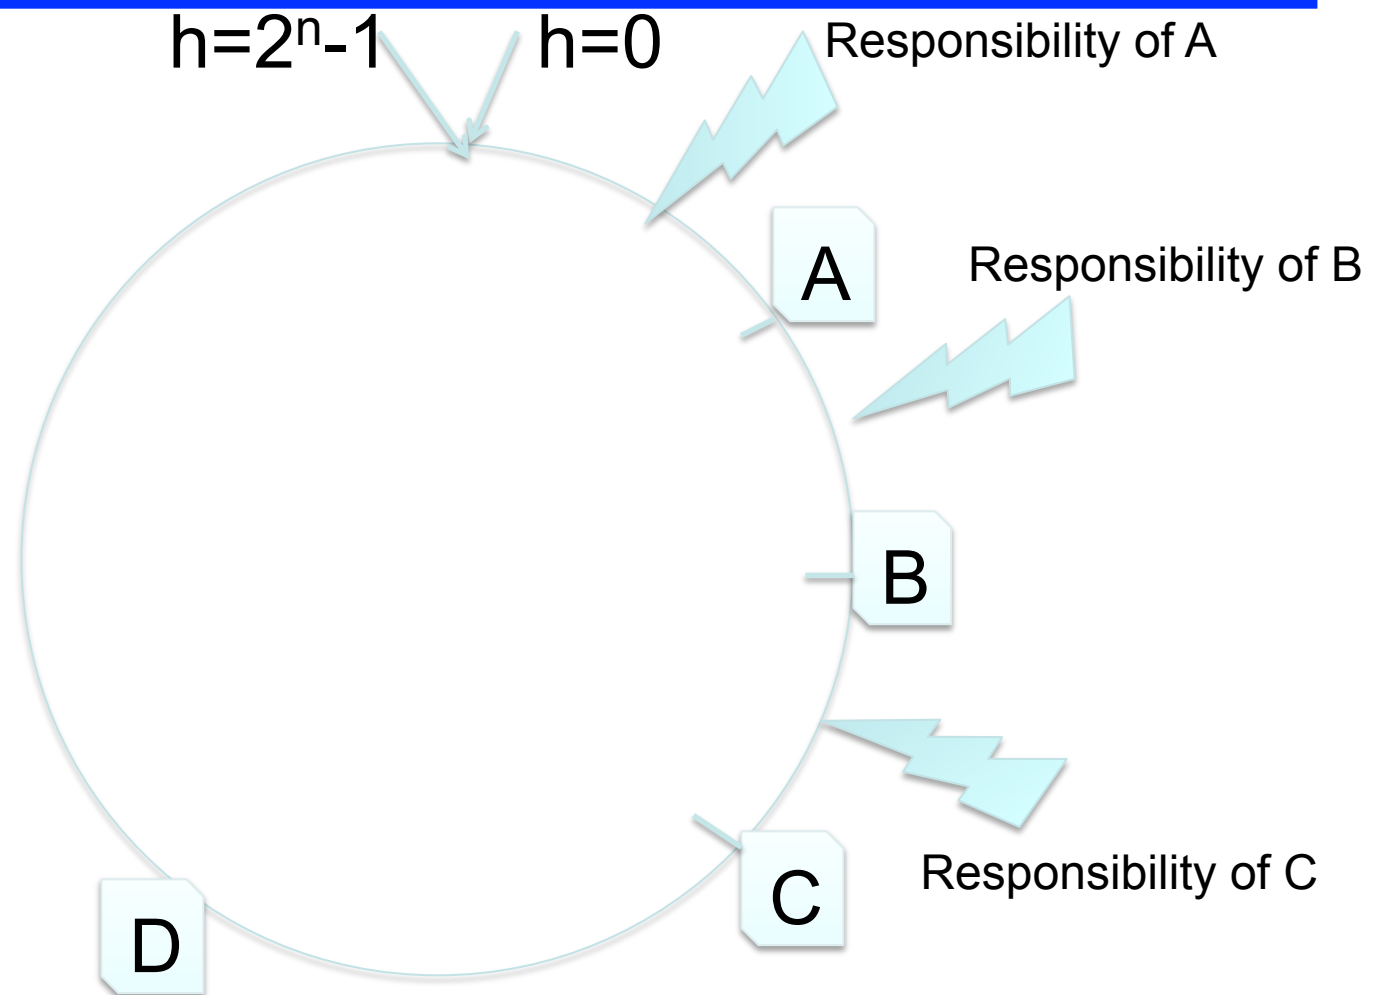 h=2ⁿ-1
h=0
Responsibility of A
A
Responsibility of B
B
Responsibility of C
C
D